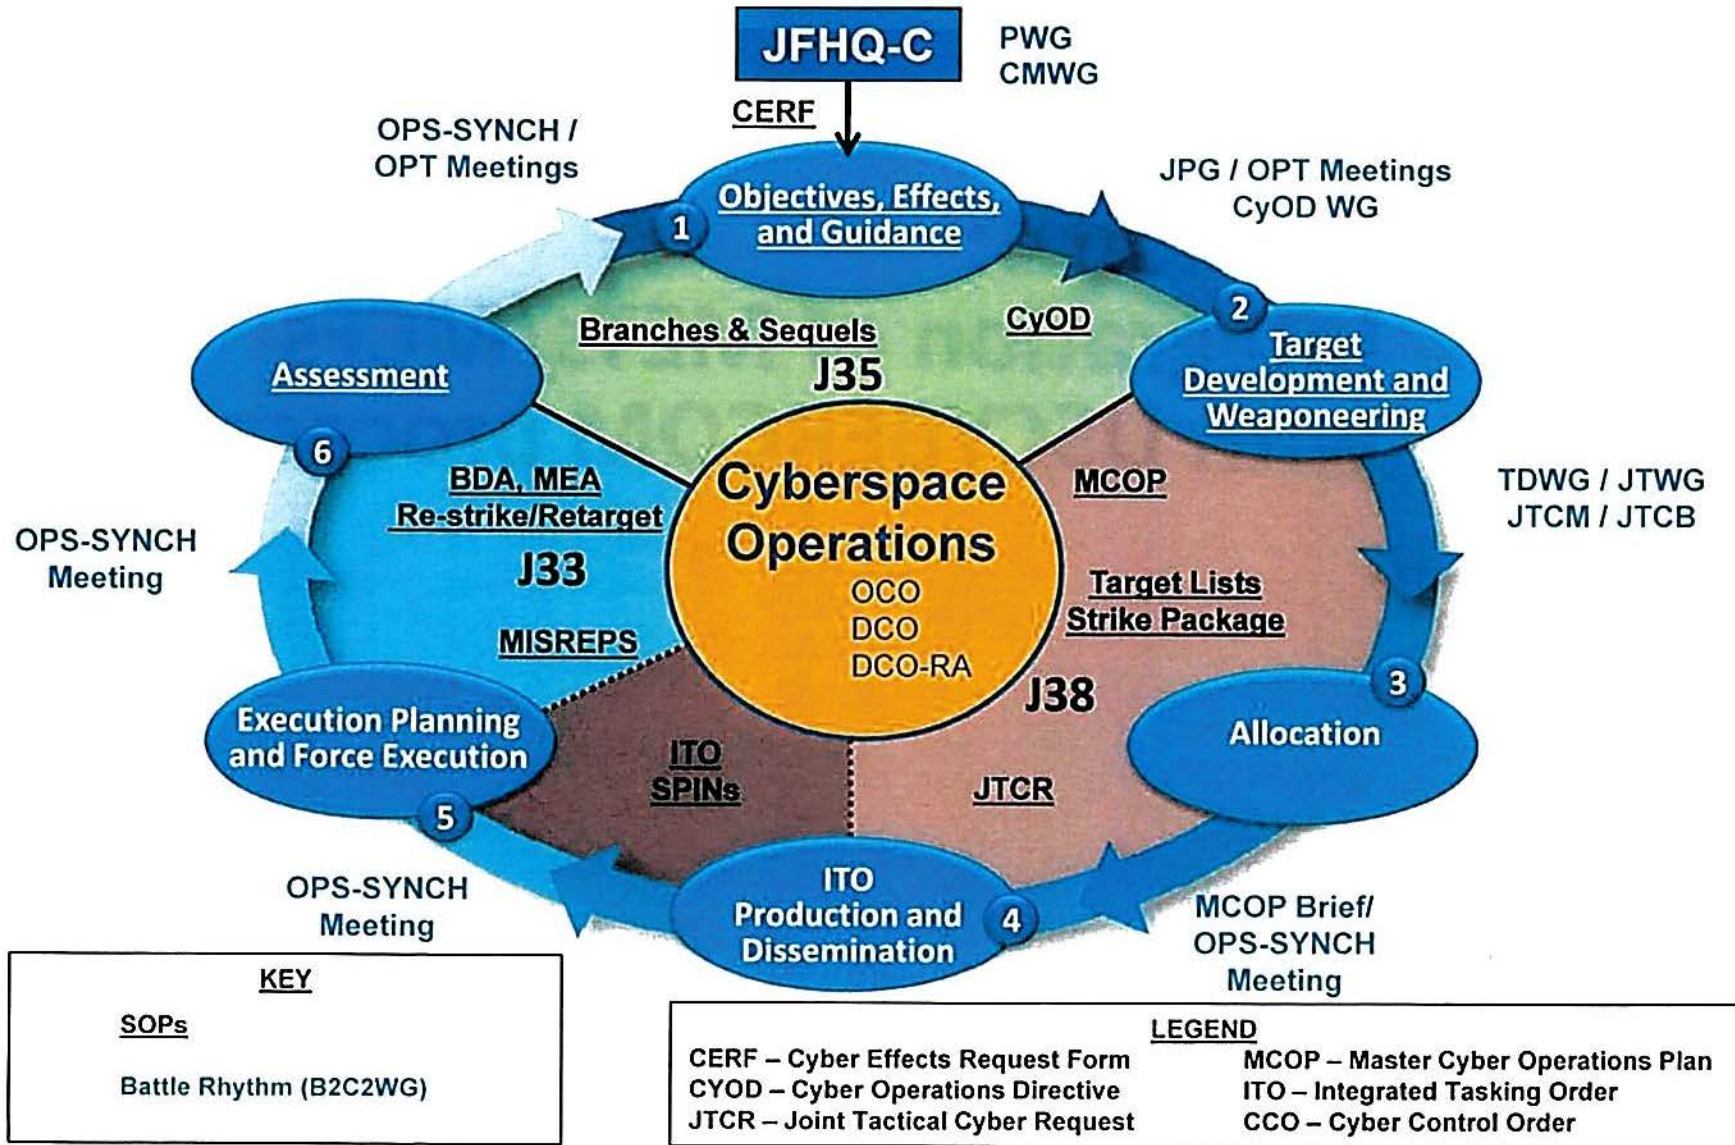 JFHQ-C
PWG
CMWG
CERF
OPS-SYNCH /
OPT Meetings
JPG / OPT Meetings
CyOD WG
1
Objectives, Effects,
and Guidance
2
Target
Development and
Weaponeering
Branches & Sequels
CyOD
J35
Assessment
6
BDA, MEA
Re-strike/Retarget
J33
MISREPS
Cyberspace
Operations
OCO
DCO
DCO-RA
MCOP
Target Lists
Strike Package
J38
JTCR
TDWG / JTWG
JTCM / JTCB
OPS-SYNCH
Meeting
3
Allocation
Execution Planning
and Force Execution
5
ITO
SPINs
ITO
Production and
Dissemination
4
OPS-SYNCH
Meeting
MCOP Brief/
OPS-SYNCH
Meeting
KEY
SOPs
Battle Rhythm (B2C2WG)
LEGEND
CERF – Cyber Effects Request Form
CYOD – Cyber Operations Directive
JTCR – Joint Tactical Cyber Request
MCOP – Master Cyber Operations Plan
ITO – Integrated Tasking Order
CCO – Cyber Control Order